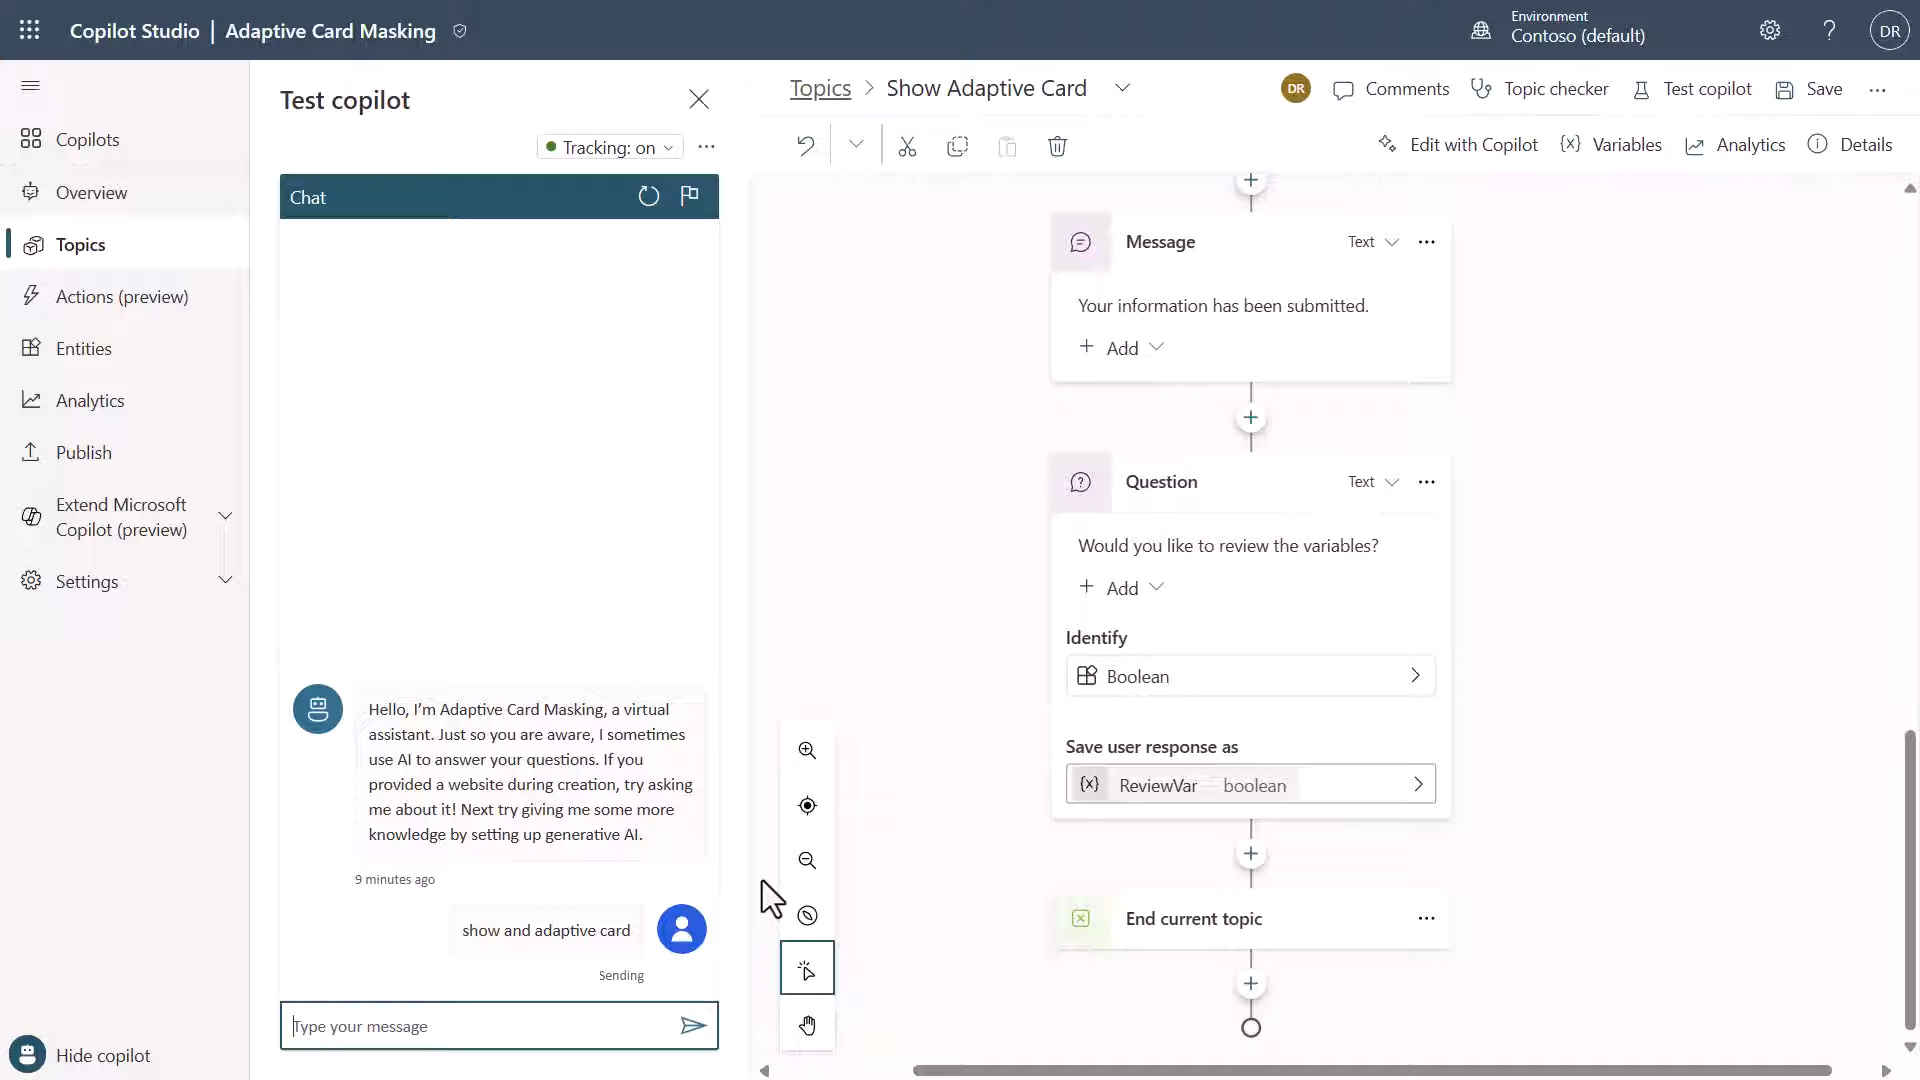 Copilot Studio | Adaptive Card Masking
Environment
Contoso (default)
DR
Copilots
Overview
Topics
Actions (preview)
Entities
Analytics
Publish
Extend Microsoft
Copilot (preview)
Settings
Hide copilot
Test copilot
Tracking: on
Chat
Hello, I'm Adaptive Card Masking, a virtual
assistant. Just so you are aware, I sometimes
use AI to answer your questions. If you
provided a website during creation, try asking
me about it! Next try giving me some more
knowledge by setting up generative AI.
9 minutes ago
show and adaptive card
Sending
Type your message
Topics > Show Adaptive Card
DR
Comments
Topic checker
Test copilot
Save
Edit with Copilot
{x} Variables
Analytics
Details
Message
Text
Your information has been submitted.
+ Add
Question
Text
Would you like to review the variables?
+ Add
Identify
Boolean
Save user response as
{x} ReviewVar boolean
End current topic